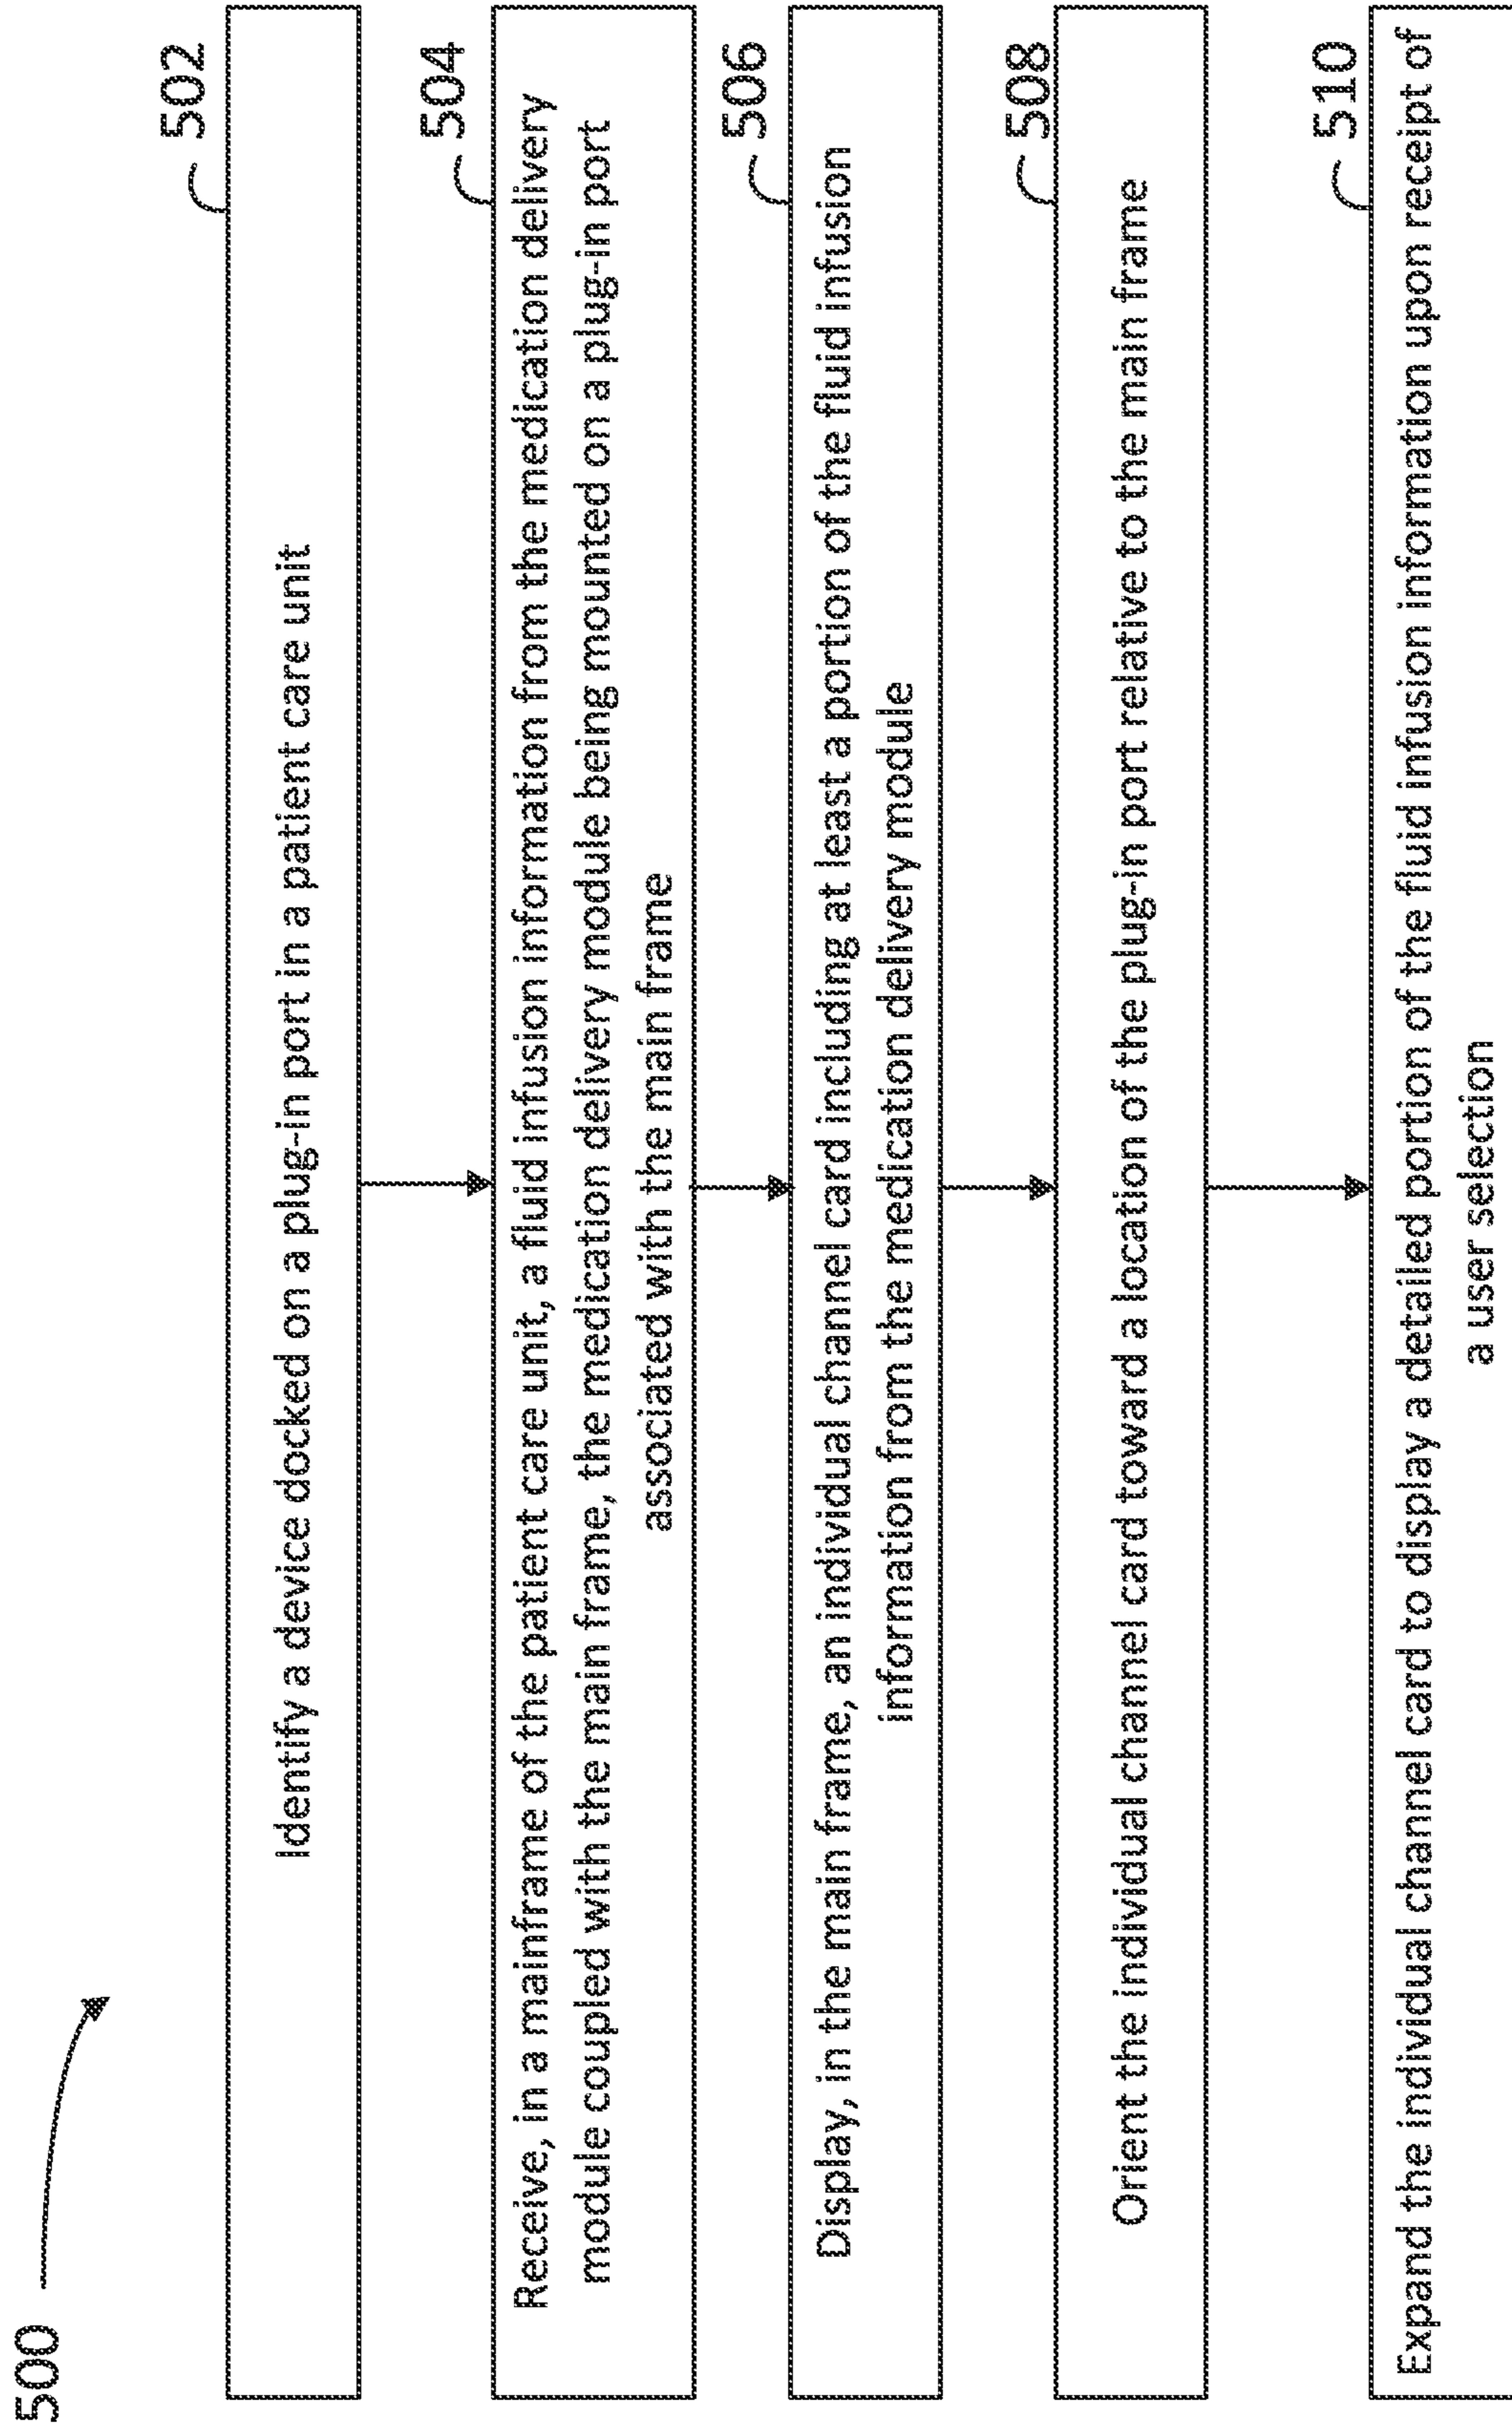 500
502
Identify a device docked on a plug-in port in a patient care unit
504
Receive, in a mainframe of the patient care unit, a fluid infusion information from the medication delivery
module coupled with the main frame, the medication delivery module being mounted on a plug-in port
associated with the main frame
506
Display, in the main frame, an individual channel card including at least a portion of the fluid infusion
information from the medication delivery module
508
Orient the individual channel card toward a location of the plug-in port relative to the main frame
510
Expand the individual channel card to display a detailed portion of the fluid infusion information upon receipt of
a user selection